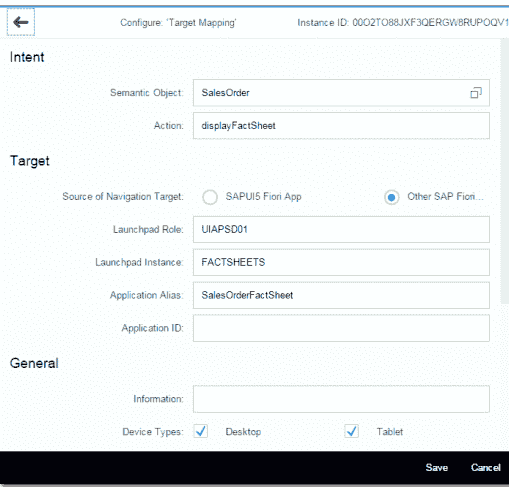 Configure: 'Target Mapping' Instance ID: 00O2TO88JXF3QERGW8RUPOQV1
Intent
Semantic Object: SalesOrder
Action: displayFactSheet
Target
Source of Navigation Target: SAPUI5 Fiori App Other SAP Fiori...
Launchpad Role: UIAPSD01
Launchpad Instance: FACTSHEETS
Application Alias: SalesOrderFactSheet
Application ID:
General
Information:
Device Types: Desktop Tablet
Save Cancel